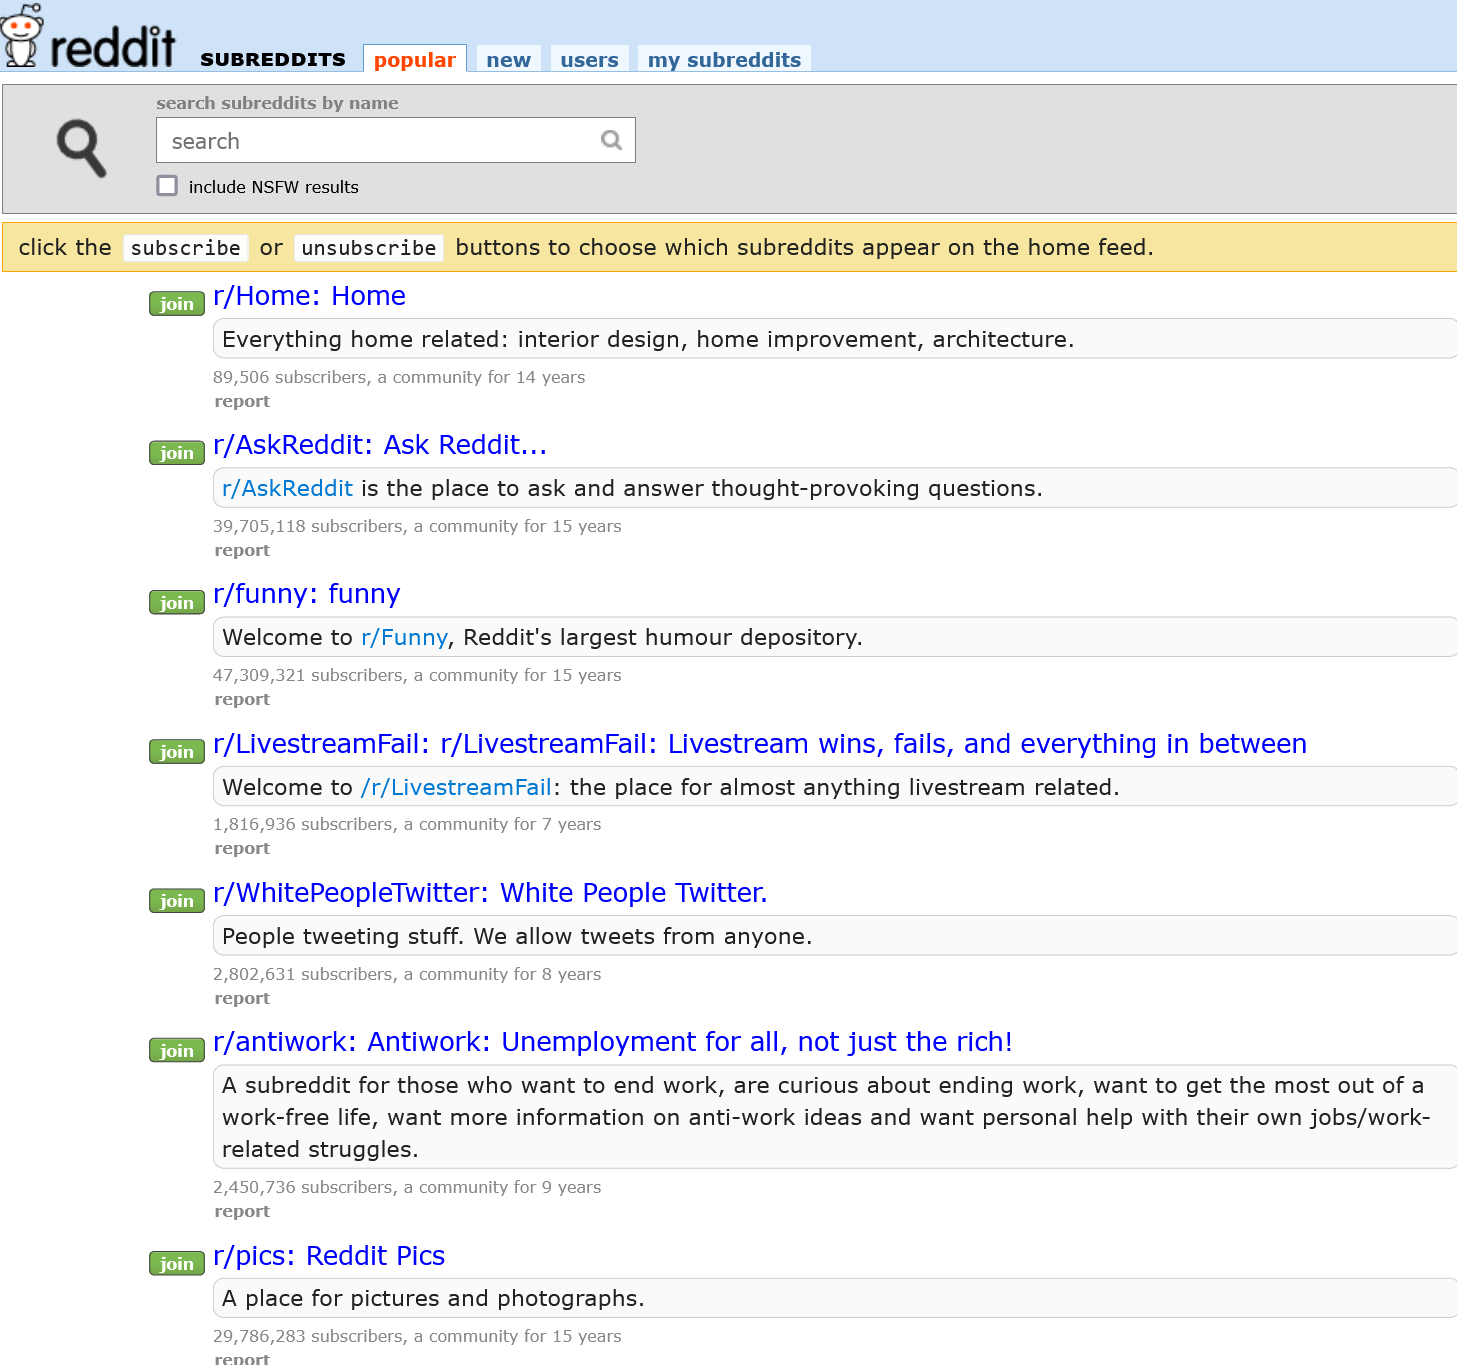 reddit SUBREDDITS popular new users my subreddits
search subreddits by name
search
include NSFW results
click the subscribe or unsubscribe buttons to choose which subreddits appear on the home feed.
join r/Home: Home
Everything home related: interior design, home improvement, architecture.
89,506 subscribers, a community for 14 years
report
join r/AskReddit: Ask Reddit...
r/AskReddit is the place to ask and answer thought-provoking questions.
39,705,118 subscribers, a community for 15 years
report
join r/funny: funny
Welcome to r/Funny, Reddit's largest humour depository.
47,309,321 subscribers, a community for 15 years
report
join r/LivestreamFail: r/LivestreamFail: Livestream wins, fails, and everything in between
Welcome to /r/LivestreamFail: the place for almost anything livestream related.
1,816,936 subscribers, a community for 7 years
report
join r/WhitePeopleTwitter: White People Twitter.
People tweeting stuff. We allow tweets from anyone.
2,802,631 subscribers, a community for 8 years
report
join r/antiwork: Antiwork: Unemployment for all, not just the rich!
A subreddit for those who want to end work, are curious about ending work, want to get the most out of a
work-free life, want more information on anti-work ideas and want personal help with their own jobs/work-
related struggles.
2,450,736 subscribers, a community for 9 years
report
join r/pics: Reddit Pics
A place for pictures and photographs.
29,786,283 subscribers, a community for 15 years
report